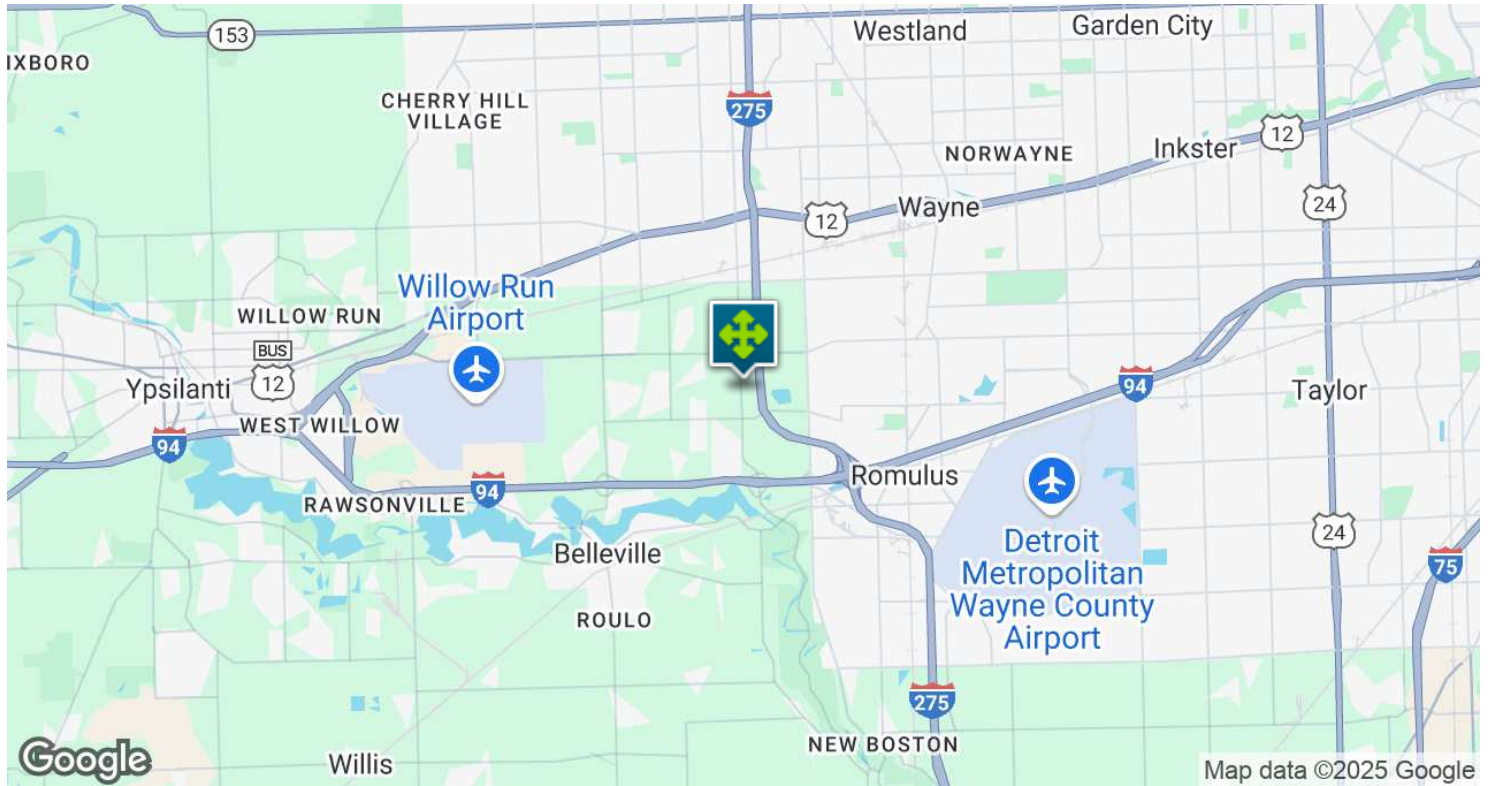 153
Westland
Garden City
IXBORO
CHERRY HILL
VILLAGE
275
12
NORWAYNE
Inkster
24
12
Wayne
Willow Run
Airport
WILLOW RUN
BUS
12
Ypsilanti
94
Taylor
WEST WILLOW
94
Romulus
RAWSONVILLE
94
Detroit
Metropolitan
Wayne County
Airport
24
Belleville
75
ROULO
275
NEW BOSTON
Willis
Google
Map data ©2025 Google